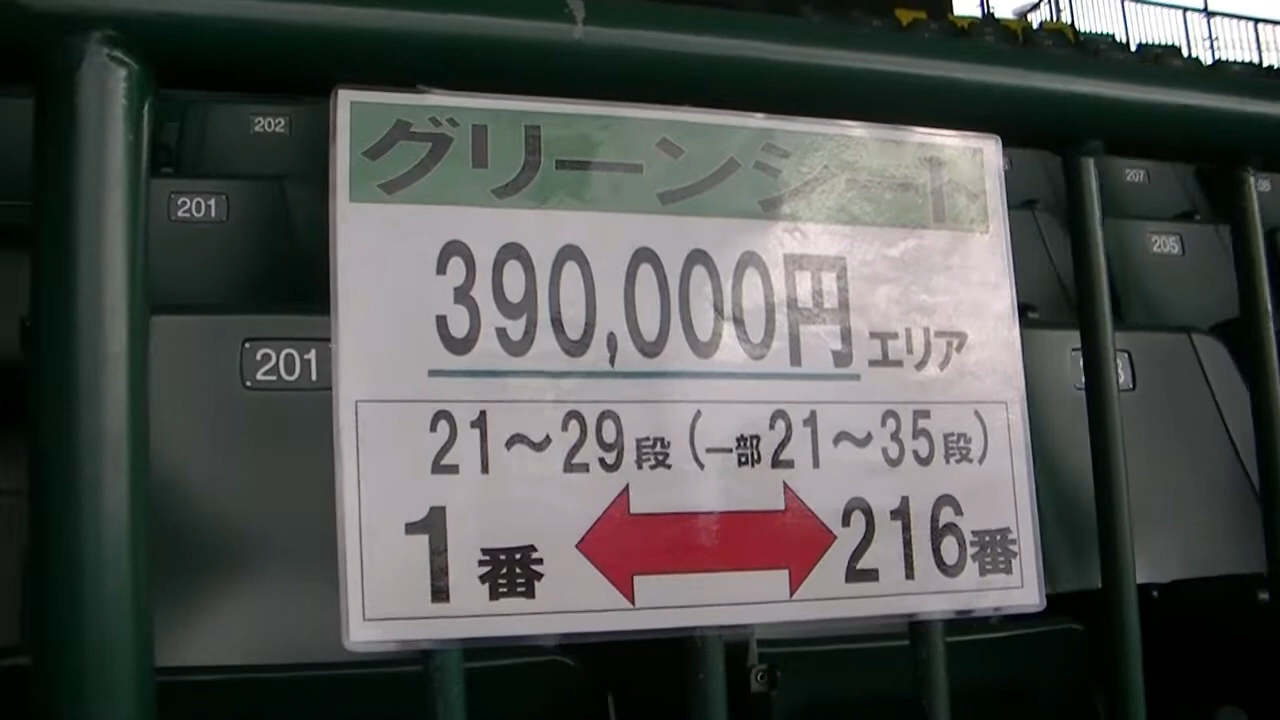 グリーンシート
390,000円エリア
21～29段（一部21～35段）
1番 216番
202
201
201
207
205